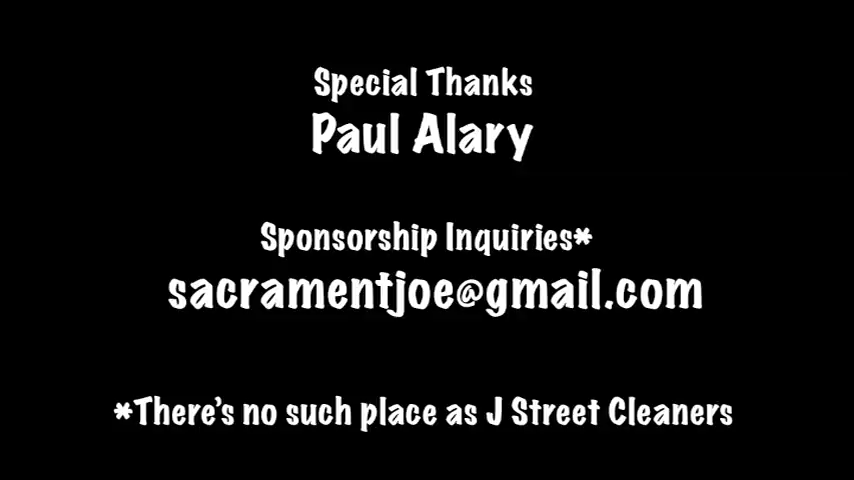 Special Thanks
Paul Alary
Sponsorship Inquiries*
sacramentjoe@gmail.com
*There's no such place as J Street Cleaners